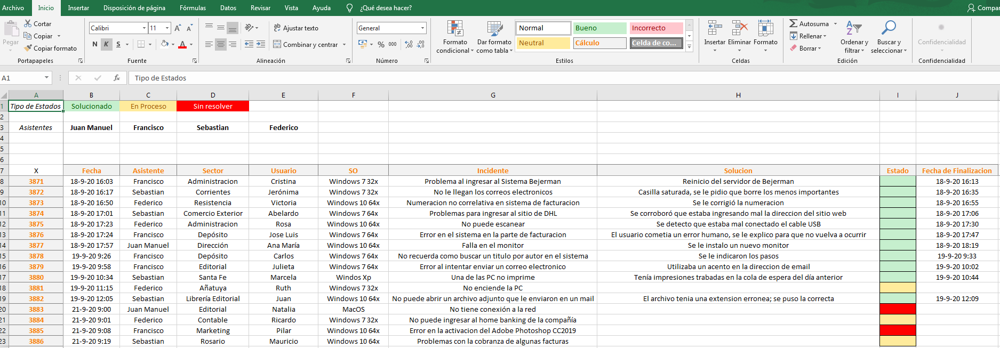 Archivo Inicio Insertar Disposición de página Fórmulas Datos Revisar Vista Ayuda ¿Qué desea hacer? Compar
Pegar Cortar Copiar Copiar formato Portapapeles
Calibri 11 N K S Fuente
ab Ajustar texto Combinar y centrar Alineación
General % 000 Número
Formato condicional Dar formato como tabla Normal Bueno Incorrecto Neutral Cálculo Celda de co... Estilos
Insertar Eliminar Formato Celdas
Autosuma Rellenar Borrar Ordenar y filtrar Buscar y seleccionar Edición
Confidencialidad Confidencialidad
A1 fx Tipo de Estados
A B C D E F G H I J
1 Tipo de Estados Solucionado En Proceso Sin resolver
2
3 Asistentes Juan Manuel Francisco Sebastian Federico
4
5
6
7 X Fecha Asistente Sector Usuario SO Incidente Solucion Estado Fecha de Finalizacion
8 3871 18-9-20 16:03 Francisco Administracion Cristina Windows 7 32x Problema al ingresar al Sistema Bejerman Reinicio del servidor de Bejerman 18-9-20 16:13
9 3872 18-9-20 16:17 Sebastian Corrientes Jerónima Windows 7 32x No le llegan los correos electronicos Casilla saturada, se le pidio que borre los menos importantes 18-9-20 16:35
10 3873 18-9-20 16:50 Federico Resistencia Victoria Windows 10 64x Numeracion no correlativa en sistema de facturacion Se le corrigió la numeracion 18-9-20 16:55
11 3874 18-9-20 17:01 Sebastian Comercio Exterior Abelardo Windows 7 64x Problemas para ingresar al sitio de DHL Se corroboró que estaba ingresando mal la direccion del sitio web 18-9-20 17:06
12 3875 18-9-20 17:23 Federico Administracion Rosa Windows 10 64x No puede escanear Se detecto que estaba mal conectado el cable USB 18-9-20 17:30
13 3876 18-9-20 17:24 Francisco Depósito Jose Luis Windows 7 64x Error en el sistema en la parte de facturacion El usuario cometia un error humano, se le explico para que no vuelva a ocurrir 18-9-20 17:47
14 3877 18-9-20 17:57 Juan Manuel Dirección Ana María Windows 10 64x Falla en el monitor Se le instalo un nuevo monitor 18-9-20 18:19
15 3878 19-9-20 9:26 Francisco Depósito Carlos Windows 7 64x No recuerda como buscar un titulo por autor en el sistema Se le indicaron los pasos 19-9-20 9:33
16 3879 19-9-20 9:58 Francisco Editorial Julieta Windows 7 64x Error al intentar enviar un correo electronico Utilizaba un acento en la direccion de email 19-9-20 10:02
17 3880 19-9-20 10:34 Sebastian Santa Fe Marcela Windos Xp Una de las PC no imprime Tenía impresiones trabadas en la cola de espera del día anterior 19-9-20 10:44
18 3881 19-9-20 11:15 Federico Añatuya Ruth Windows 7 32x No enciende la PC
19 3882 19-9-20 12:05 Sebastian Librería Editorial Juan Windows 10 64x No puede abrir un archivo adjunto que le enviaron en un mail El archivo tenia una extension erronea; se puso la correcta 19-9-20 12:09
20 3883 21-9-20 9:00 Juan Manuel Editorial Natalia MacOS No tiene conexión a la red
21 3884 21-9-20 9:01 Federico Contable Ricardo Windows 7 32x No puede ingresar al home banking de la compañía
22 3885 21-9-20 9:08 Francisco Marketing Pilar Windows 10 64x Error en la activacion del Adobe Photoshop CC2019
23 3886 21-9-20 9:19 Sebastian Rosario Mauricio Windows 10 64x Problemas con la cobranza de algunas facturas